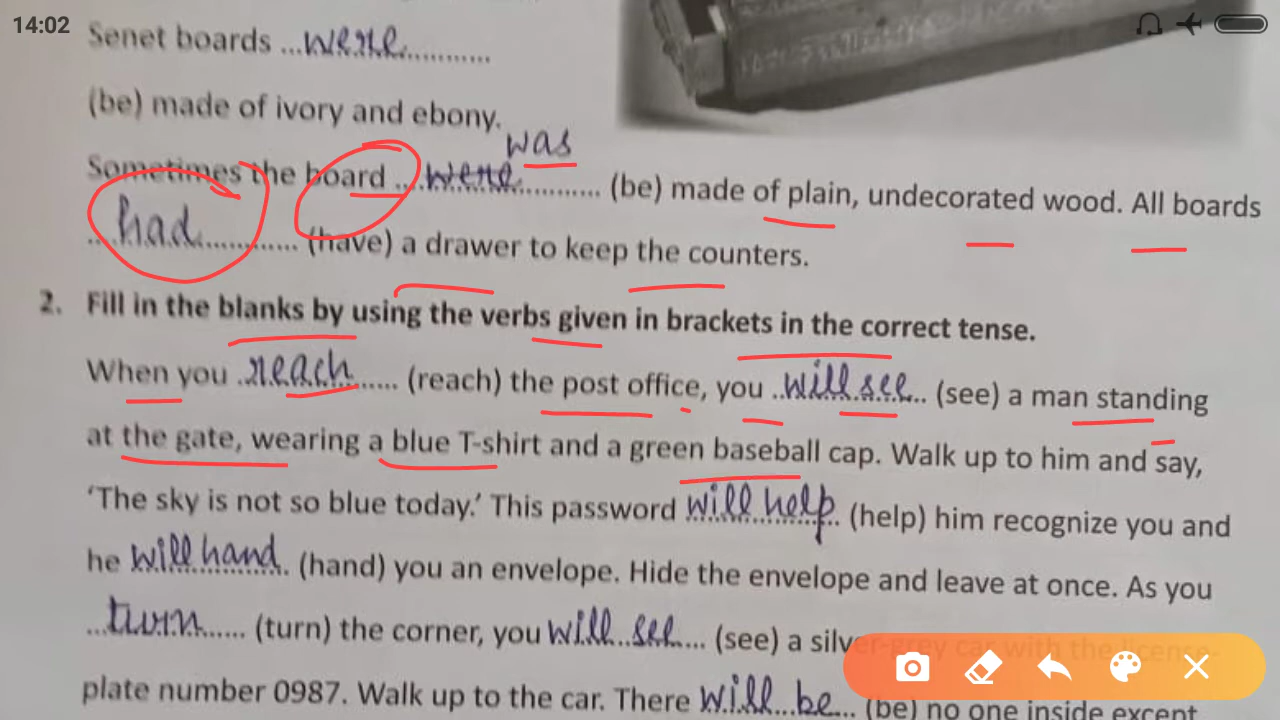 14:02
Senet boards ...were...............
(be) made of ivory and ebony.
was
Sometimes the board ...were............ (be) made of plain, undecorated wood. All boards
...had............. (have) a drawer to keep the counters.
2. Fill in the blanks by using the verbs given in brackets in the correct tense.
When you ...reach...... (reach) the post office, you ..will see.. (see) a man standing
at the gate, wearing a blue T-shirt and a green baseball cap. Walk up to him and say,
‘The sky is not so blue today.’ This password will help. (help) him recognize you and
he will hand. (hand) you an envelope. Hide the envelope and leave at once. As you
...turn...... (turn) the corner, you will see.... (see) a silver-grey car with the license-
plate number 0987. Walk up to the car. There will be... (be) no one inside except